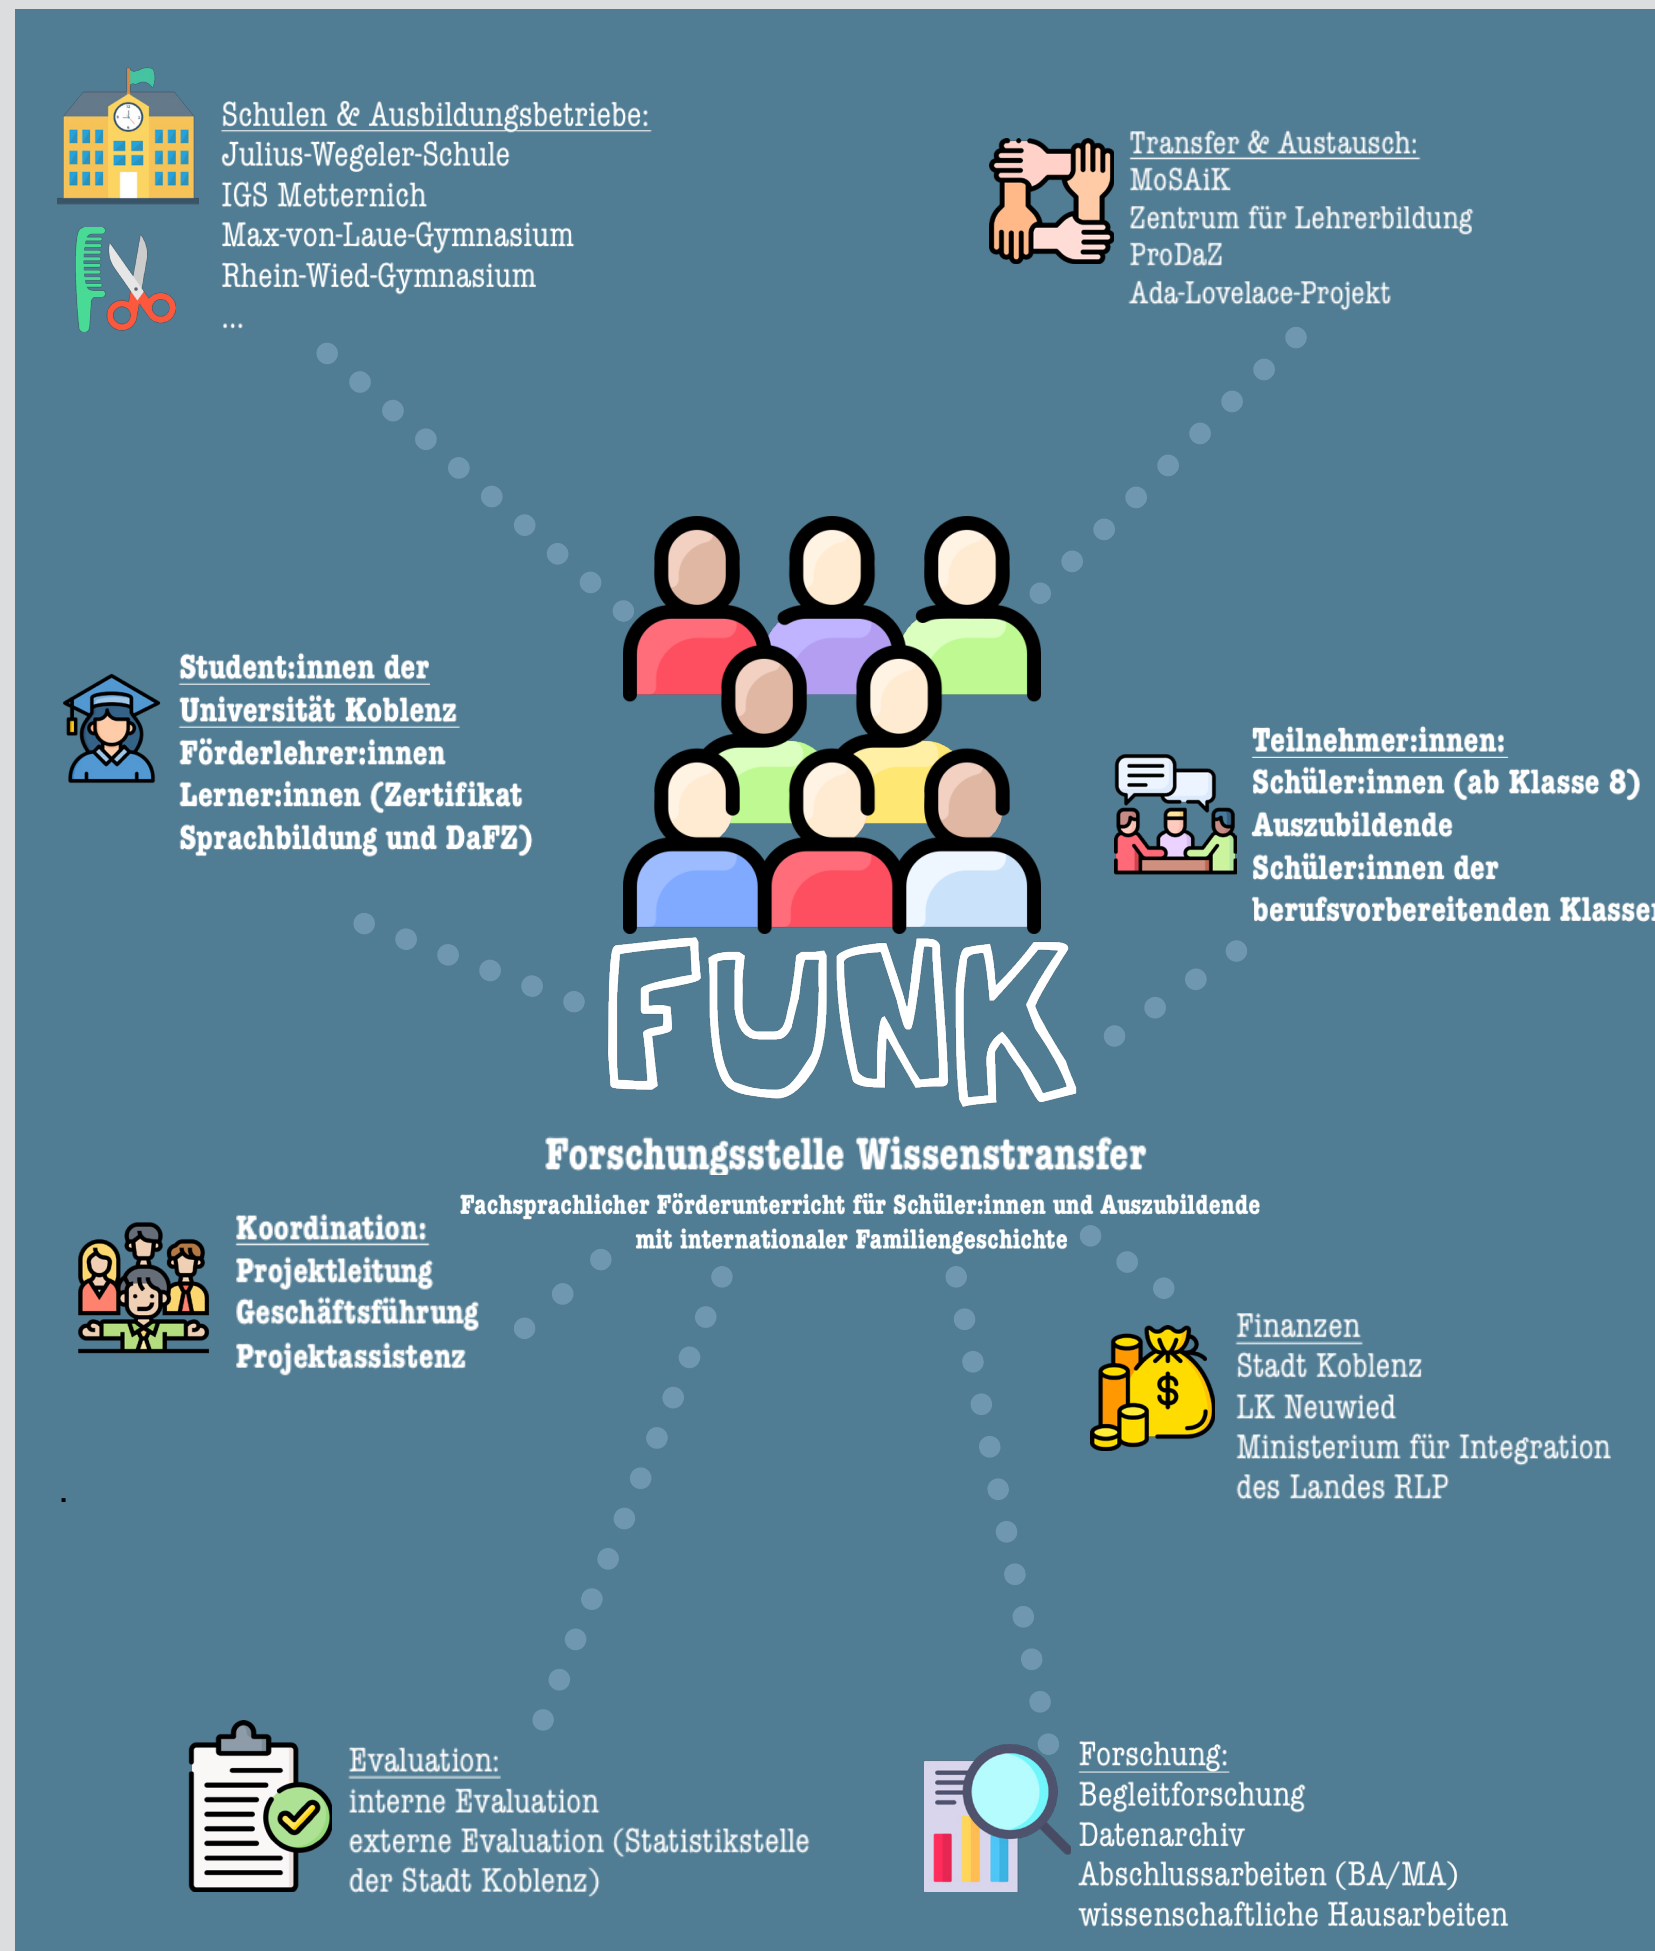 Schulen & Ausbildungsbetriebe:
Julius-Wegeler-Schule
IGS Metternich
Max-von-Laue-Gymnasium
Rhein-Wied-Gymnasium
...
Transfer & Austausch:
MoSAiK
Zentrum für Lehrerbildung
ProDaZ
Ada-Lovelace-Projekt
Student:innen der
Universität Koblenz
Förderlehrer:innen
Lerner:innen (Zertifikat
Sprachbildung und DaFZ)
Teilnehmer:innen:
Schüler:innen (ab Klasse 8)
Auszubildende
Schüler:innen der
berufsvorbereitenden Klassen
FUNK
Forschungsstelle Wissenstransfer
Fachsprachlicher Förderunterricht für Schüler:innen und Auszubildende
mit internationaler Familiengeschichte
Koordination:
Projektleitung
Geschäftsführung
Projektassistenz
$
Finanzen
Stadt Koblenz
LK Neuwied
Ministerium für Integration
des Landes RLP
.
Evaluation:
interne Evaluation
externe Evaluation (Statistikstelle
der Stadt Koblenz)
Forschung:
Begleitforschung
Datenarchiv
Abschlussarbeiten (BA/MA)
wissenschaftliche Hausarbeiten